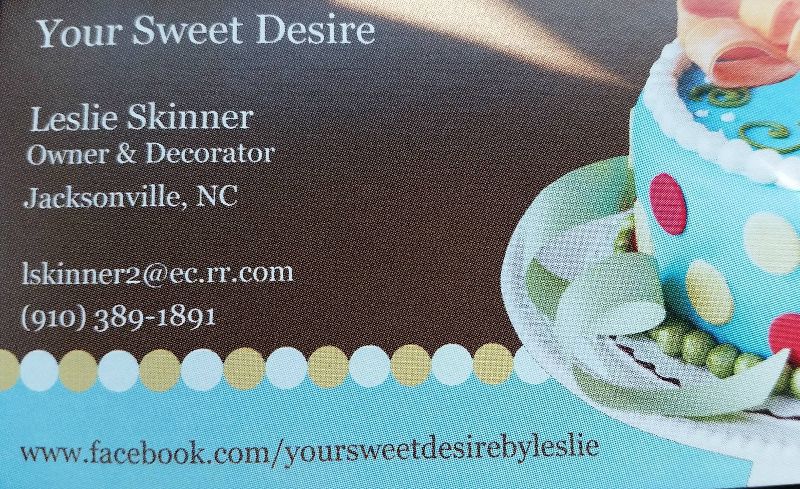 Your Sweet Desire
Leslie Skinner
Owner & Decorator
Jacksonville, NC
lskinner2@ec.rr.com
(910) 389-1891
www.facebook.com/yoursweetdesirebyleslie